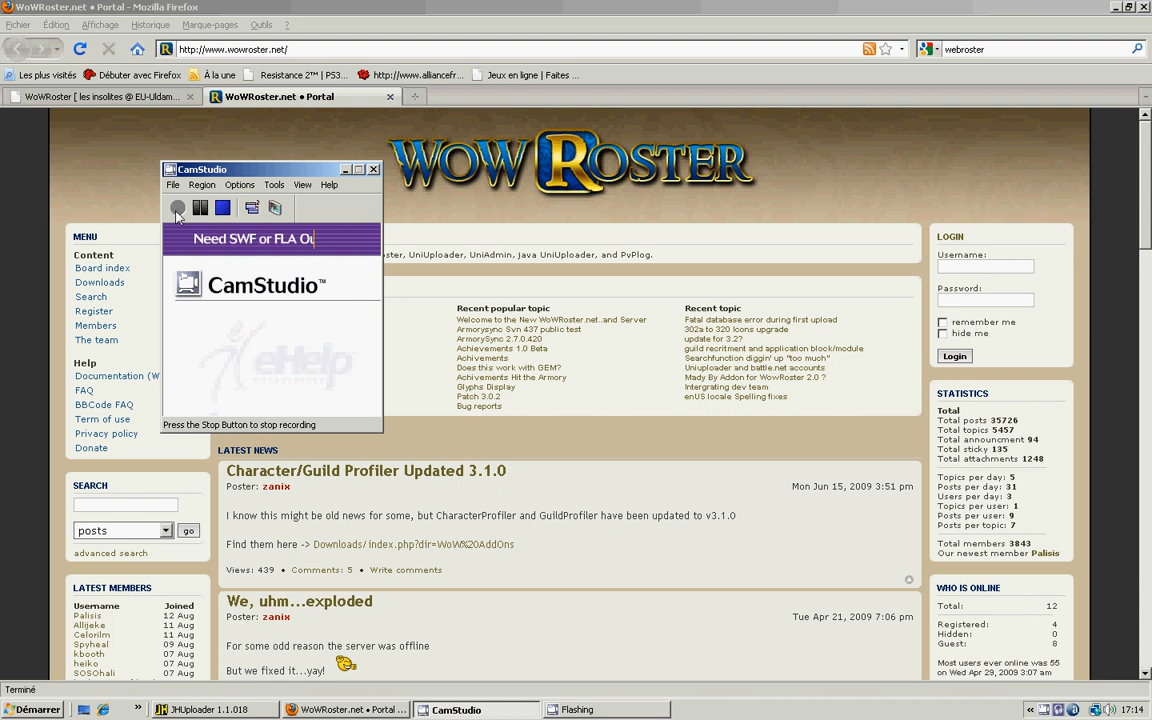 WoWRoster.net • Portal - Mozilla Firefox
Fichier Édition Affichage Historique Marque-pages Outils ?
http://www.wowroster.net/
webroster
Les plus visités Débuter avec Firefox À la une Resistance 2™ | PS3... http://www.alliancefr... Jeux en ligne | Faites ...
WoWRoster [ les insolites @ EU-Uldam... WoWRoster.net • Portal
WOWROSTER
CamStudio
File Region Options Tools View Help
Need SWF or FLA Ou
CamStudio™
eHelp
Press the Stop Button to stop recording
MENU
Content
Board index
Downloads
Search
Register
Members
The team
Help
Documentation (W
FAQ
BBCode FAQ
Term of use
Privacy policy
Donate
SEARCH
posts
go
advanced search
LATEST MEMBERS
Username Joined
Palisis 12 Aug
Allijeke 11 Aug
Celorilm 11 Aug
Spyheal 09 Aug
kbooth 07 Aug
heiko 07 Aug
SOSOhali 07 Aug
ster, UniUploader, UniAdmin, java UniUploader, and PvPlog.
Recent popular topic
Welcome to the New WoWRoster.net..and Server
Armorysync Svn 437 public test
ArmorySync 2.7.0.420
Achievements 1.0 Beta
Achievements
Does this work with GEM?
Achievements Hit the Armory
Glyphs Display
Patch 3.0.2
Bug reports
Recent topic
Fatal database error during first upload
302a to 320 Icons upgrade
update for 3.2?
guild recritment and application block/module
Searchfunction diggin' up "too much"
Uniuploader and battle.net accounts
Mady By Addon for WowRoster 2.0 ?
Intergrating dev team
enUS locale Spelling fixes
LATEST NEWS
Character/Guild Profiler Updated 3.1.0
Poster: zanix Mon Jun 15, 2009 3:51 pm
I know this might be old news for some, but CharacterProfiler and GuildProfiler have been updated to v3.1.0
Find them here -> Downloads/index.php?dir=WoW%20AddOns
Views: 439 • Comments: 5 • Write comments
We, uhm...exploded
Poster: zanix Tue Apr 21, 2009 7:06 pm
For some odd reason the server was offline
But we fixed it...yay!
LOGIN
Username:
Password:
remember me
hide me
Login
STATISTICS
Total
Total posts 35726
Total topics 5457
Total announcment 94
Total sticky 135
Total attachments 1248
Topics per day: 5
Posts per day: 31
Users per day: 3
Topics per user: 1
Posts per user: 9
Posts per topic: 7
Total members 3843
Our newest member Palisis
WHO IS ONLINE
Total: 12
Registered: 4
Hidden: 0
Guest: 8
Most users ever online was 55
on Wed Apr 29, 2009 3:07 am
Terminé
Démarrer » JHUploader 1.1.018 WoWRoster.net • Portal ... CamStudio Flashing « 17:14